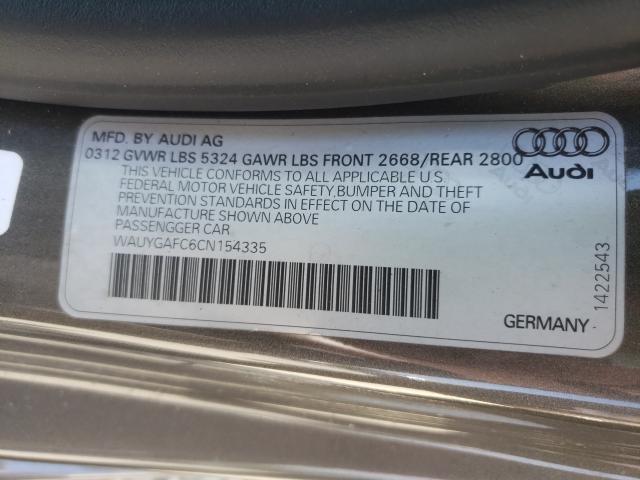 MFD. BY AUDI AG
0312 GVWR LBS 5324 GAWR LBS FRONT 2668/REAR 2800
THIS VEHICLE CONFORMS TO ALL APPLICABLE U.S
FEDERAL MOTOR VEHICLE SAFETY,BUMPER AND THEFT
PREVENTION STANDARDS IN EFFECT ON THE DATE OF
MANUFACTURE SHOWN ABOVE
PASSENGGER CAR
WAUYGAFC6CN154335
Audi
1422543
GERMANY